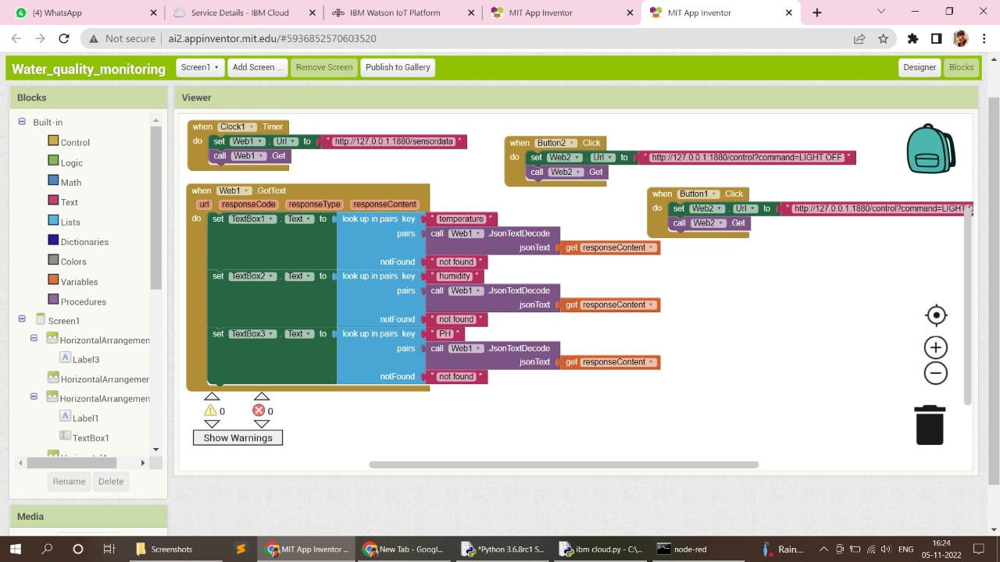 (4) WhatsApp
Service Details - IBM Cloud
IBM Watson IoT Platform
MIT App Inventor
MIT App Inventor
Not secure ai2.appinventor.mit.edu/#5936852570603520
Water_quality_monitoring
Screen1
Add Screen ...
Remove Screen
Publish to Gallery
Designer
Blocks
Blocks
Built-in
Control
Logic
Math
Text
Lists
Dictionaries
Colors
Variables
Procedures
Screen1
HorizontalArrangemen
Label3
HorizontalArrangemer
HorizontalArrangemen
Label1
TextBox1
Rename
Delete
Media
Viewer
when Clock1 .Timer
do set Web1 . Url to " http://127.0.0.1:1880/sensordata "
call Web1 .Get
when Button2 .Click
do set Web2 . Url to " http://127.0.0.1:1880/control?command=LIGHT OFF "
call Web2 .Get
when Button1 .Click
do set Web2 . Url to " http://127.0.0.1:1880/control?command=LIGHT
call Web2 .Get
when Web1 .GotText
url responseCode responseType responseContent
do set TextBox1 . Text to look up in pairs key " temperature "
pairs call Web1 .JsonTextDecode
jsonText get responseContent
notFound " not found "
set TextBox2 . Text to look up in pairs key " humidity "
pairs call Web1 .JsonTextDecode
jsonText get responseContent
notFound " not found "
set TextBox3 . Text to look up in pairs key " PH "
pairs call Web1 .JsonTextDecode
jsonText get responseContent
notFound " not found "
0 0
Show Warnings
Screenshots
MIT App Inventor ...
New Tab - Googl...
*Python 3.6.8rc1 S...
ibm cloud.py - C:\...
node-red
Rain...
ENG
16:24
05-11-2022